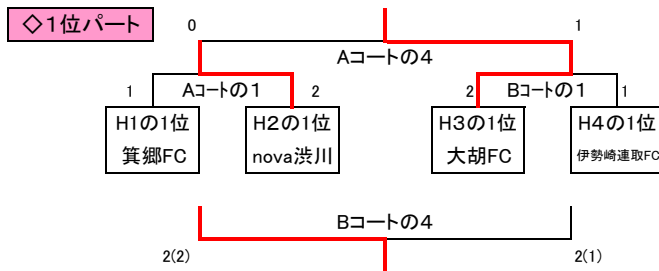 ◇1位パート
0 1
Aコートの4
1 Aコートの1 2 2 Bコートの1 1
H1の1位 H2の1位 H3の1位 H4の1位
箕郷FC nova渋川 大胡FC 伊勢崎連取FC
Bコートの4
2(2) 2(1)